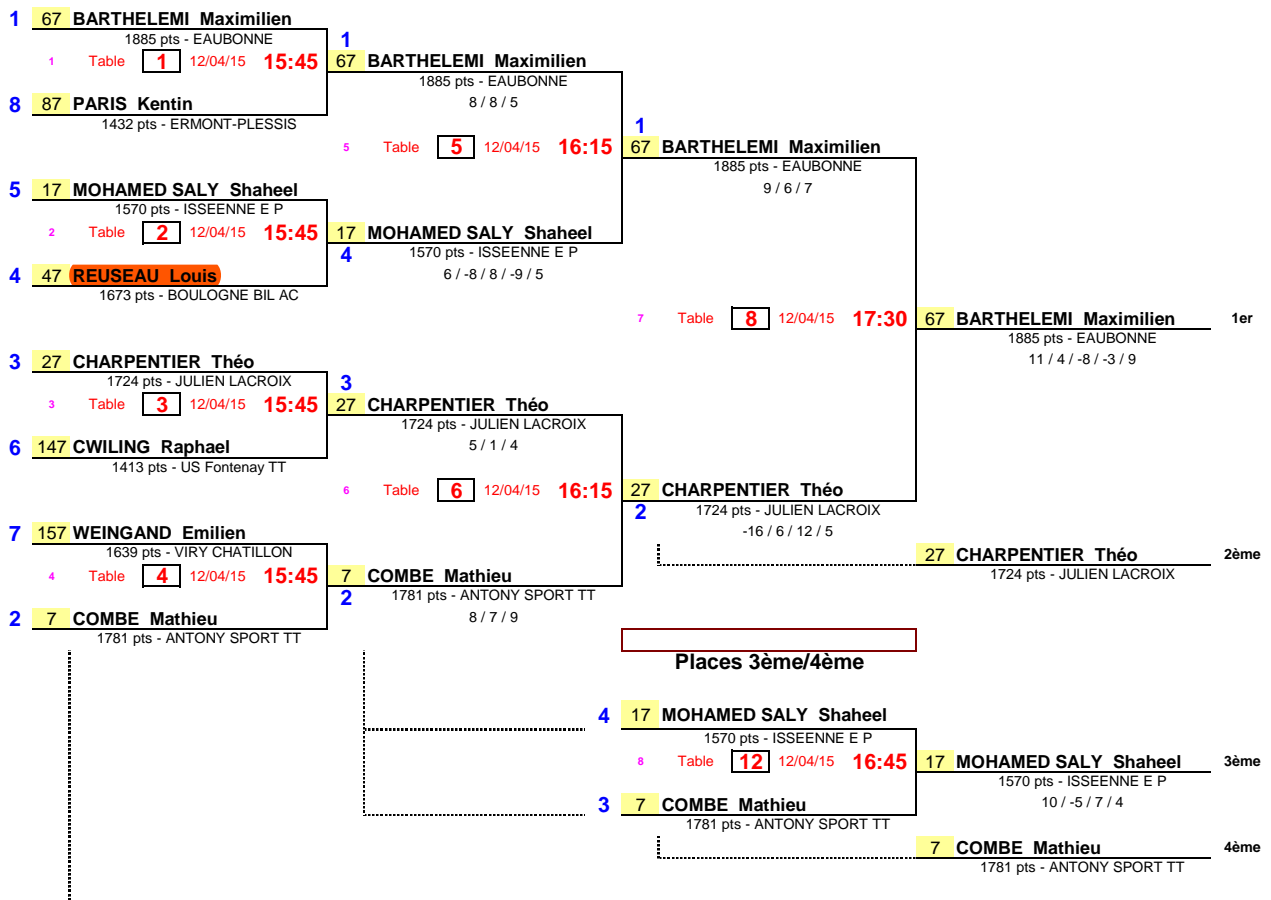 1 67 BARTHELEMI Maximilien
1885 pts - EAUBONNE
1 Table 1 12/04/15 15:45
8 87 PARIS Kentin
1432 pts - ERMONT-PLESSIS
5 17 MOHAMED SALY Shaheel
1570 pts - ISSEENNE E P
2 Table 2 12/04/15 15:45
4 47 REUSEAU Louis
1673 pts - BOULOGNE BIL AC
3 27 CHARPENTIER Théo
1724 pts - JULIEN LACROIX
3 Table 3 12/04/15 15:45
6 147 CWILING Raphael
1413 pts - US Fontenay TT
7 157 WEINGAND Emilien
1639 pts - VIRY CHATILLON
4 Table 4 12/04/15 15:45
2 7 COMBE Mathieu
1781 pts - ANTONY SPORT TT
1
67 BARTHELEMI Maximilien
1885 pts - EAUBONNE
8 / 8 / 5
5 Table 5 12/04/15 16:15
17 MOHAMED SALY Shaheel
4
1570 pts - ISSEENNE E P
6 / -8 / 8 / -9 / 5
3
27 CHARPENTIER Théo
1724 pts - JULIEN LACROIX
5 / 1 / 4
6 Table 6 12/04/15 16:15
7 COMBE Mathieu
2
1781 pts - ANTONY SPORT TT
8 / 7 / 9
1
67 BARTHELEMI Maximilien
1885 pts - EAUBONNE
9 / 6 / 7
7 Table 8 12/04/15 17:30
27 CHARPENTIER Théo
2
1724 pts - JULIEN LACROIX
-16 / 6 / 12 / 5
67 BARTHELEMI Maximilien 1er
1885 pts - EAUBONNE
11 / 4 / -8 / -3 / 9
27 CHARPENTIER Théo 2ème
1724 pts - JULIEN LACROIX
Places 3ème/4ème
4 17 MOHAMED SALY Shaheel
1570 pts - ISSEENNE E P
8 Table 12 12/04/15 16:45
3 7 COMBE Mathieu
1781 pts - ANTONY SPORT TT
17 MOHAMED SALY Shaheel 3ème
1570 pts - ISSEENNE E P
10 / -5 / 7 / 4
7 COMBE Mathieu 4ème
1781 pts - ANTONY SPORT TT